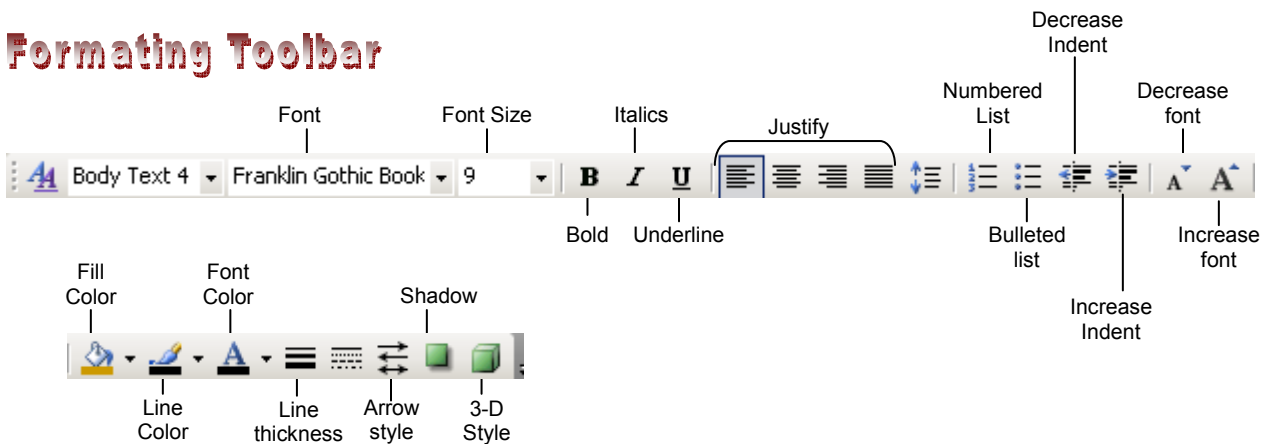 Formating Toolbar
Decrease
Indent
Font
Font Size
Italics
Justify
Numbered
List
Decrease
font
Body Text 4
Franklin Gothic Book
9
B
I
U
A
A
Bold
Underline
Bulleted
list
Increase
font
Increase
Indent
Fill
Color
Font
Color
Shadow
A
Line
Color
Line
thickness
Arrow
style
3-D
Style